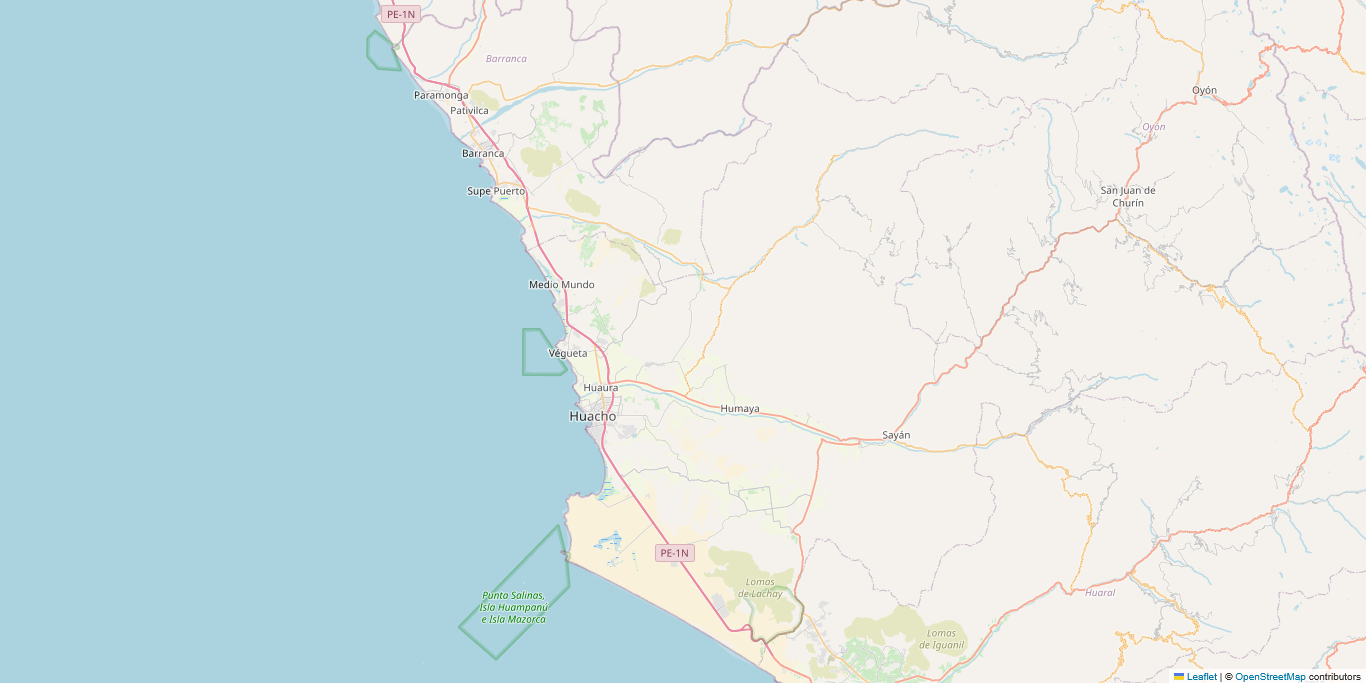 PE-1N
Barranca
Oyón
Paramonga
Pativilca
Oyón
Barranca
Supe Puerto
San Juan de
Churín
Medio Mundo
Végueta
Huaura
Humaya
Huacho
Sayán
PE-1N
Lomas
de Lachay
Punta Salinas,
Isla Huampanú
e Isla Mazorca
Huaral
Lomas
de Iguanil
Leaflet | © OpenStreetMap contributors